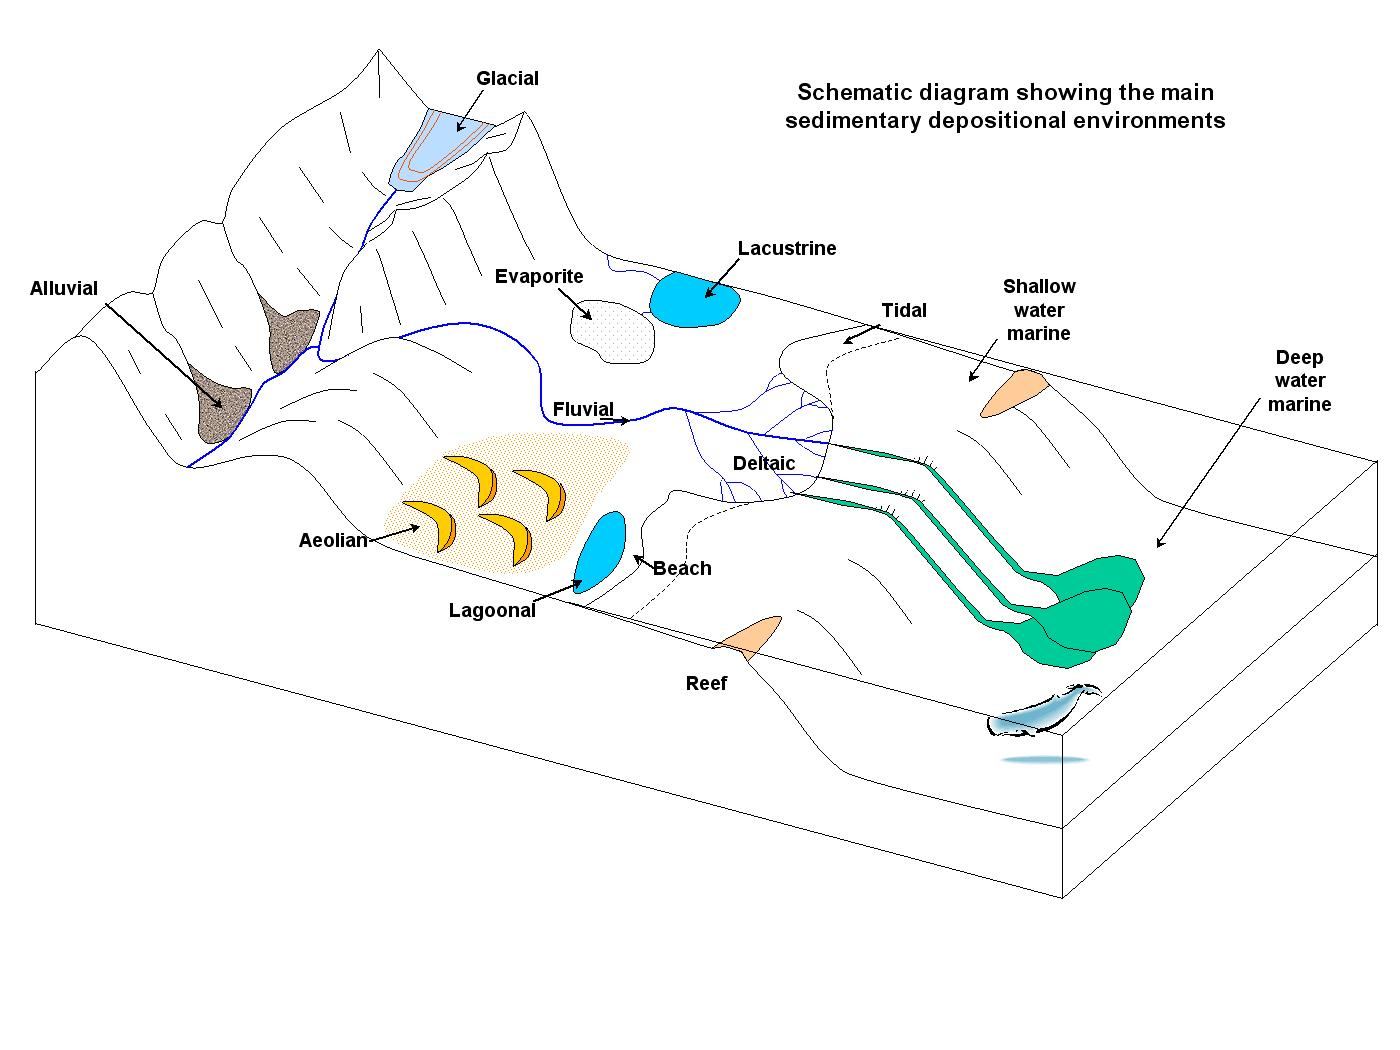 Schematic diagram showing the main
sedimentary depositional environments
Glacial
Lacustrine
Evaporite
Alluvial
Shallow
water
marine
Tidal
Deep
water
marine
Fluvial
Deltaic
Aeolian
Beach
Lagoonal
Reef